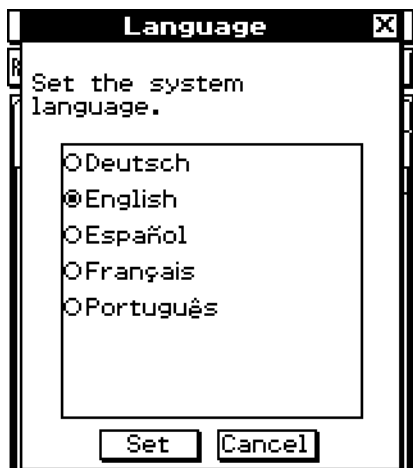 Language
Set the system
language.
Deutsch
English
Español
Français
Português
Set Cancel